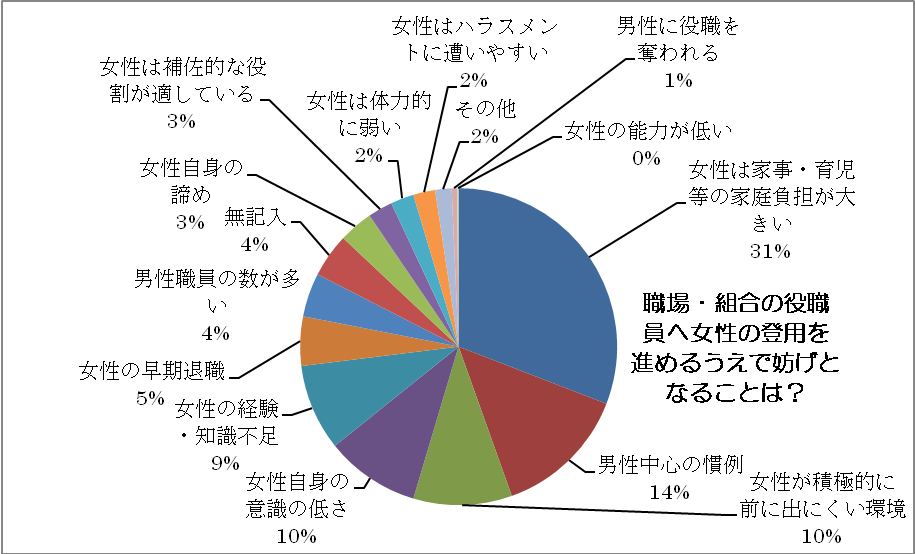 職場・組合の役職
員へ女性の登用を
進めるうえで妨げと
なることは？
女性は家事・育児
等の家庭負担が大
きい
31%
男性中心の慣例
14%
女性が積極的に
前に出にくい環境
10%
女性自身の
意識の低さ
10%
女性の経験
・知識不足
9%
女性の早期退職
5%
男性職員の数が多
い
4%
無記入
4%
女性自身の
諦め
3%
女性は補佐的な役
割が適している
3%
女性は体力的
に弱い
2%
女性はハラスメン
トに遭いやすい
2%
その他
2%
男性に役職を
奪われる
1%
女性の能力が低い
0%